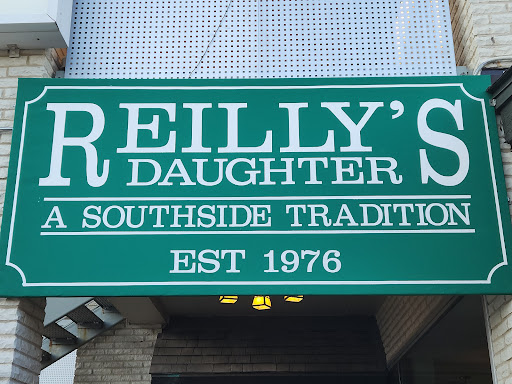 REILLY'S
DAUGHTER
A SOUTHSIDE TRADITION
EST 1976